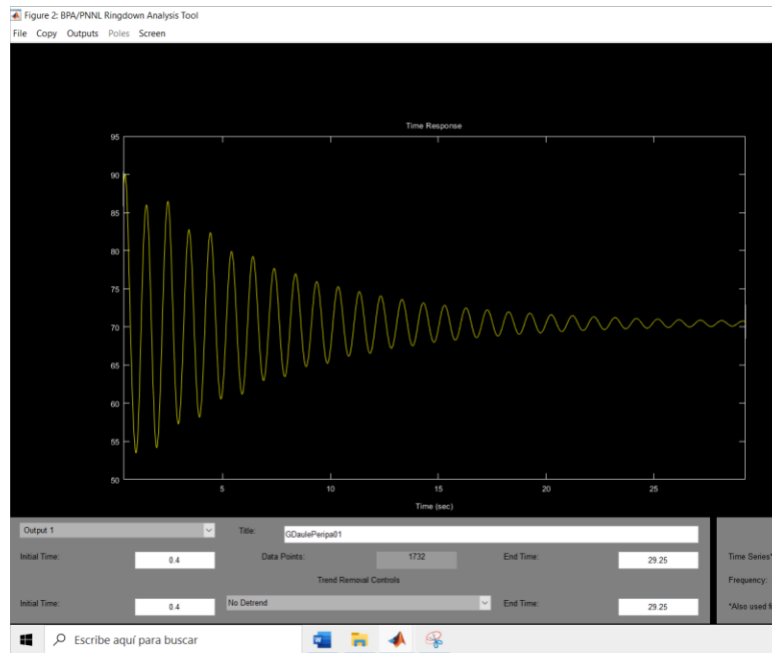 Figure 2: BPA/PNNL Ringdown Analysis Tool
File Copy Outputs Poles Screen
Time Response
95
90
85
80
75
70
65
60
55
50
5 10 15 20 25
Time (sec)
Output 1 Title: GDaulePeripa01
Initial Time: 0.4 Data Points: 1732 End Time: 29.25 Time Series*
Trend Removal Controls Frequency:
Initial Time: 0.4 No Detrend End Time: 29.25 *Also used f
Escribe aquí para buscar